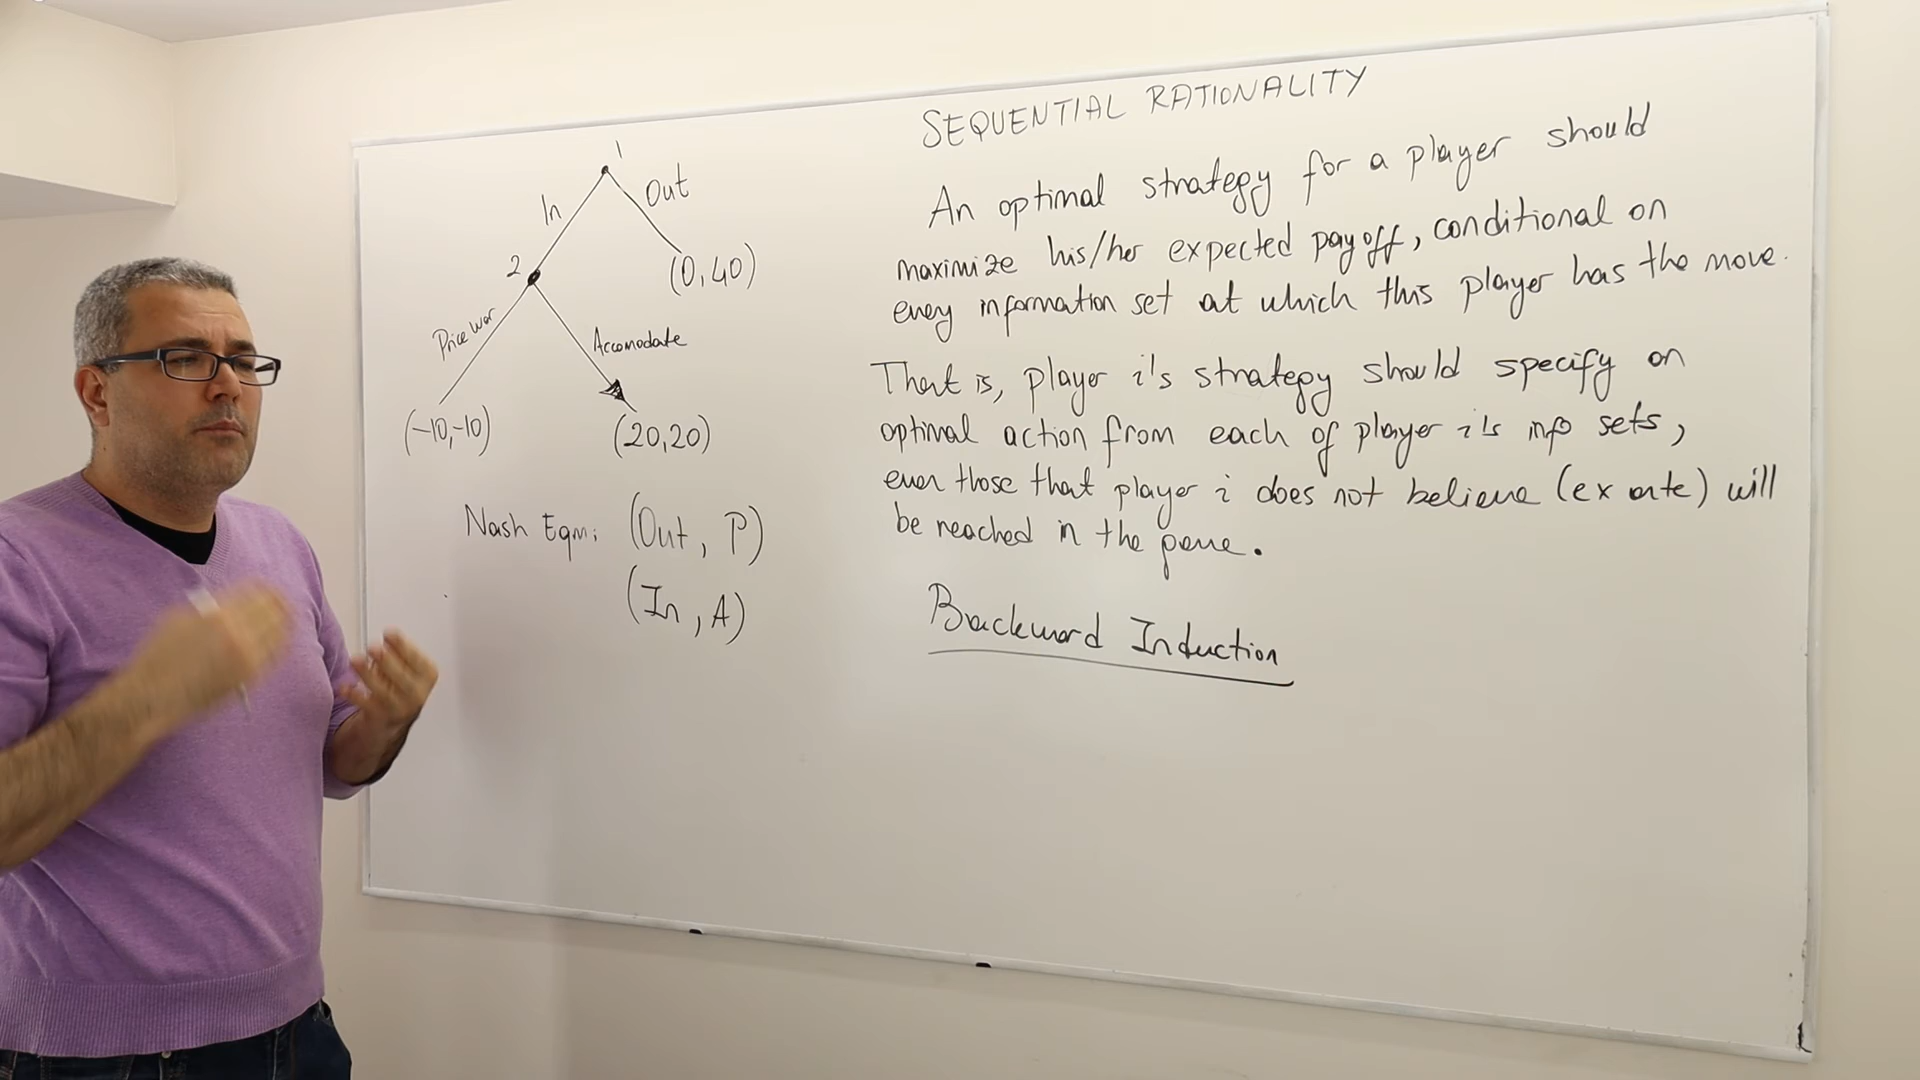 1
In
Out
2
(0,40)
Price War
Accomodate
(-10,-10)
(20,20)
Nash Eqm: (Out, P)
(In, A)
SEQUENTIAL RATIONALITY
An optimal strategy for a player should
maximize his/her expected payoff, conditional on
every information set at which this player has the move.
That is, player i's strategy should specify an
optimal action from each of player i's info sets,
even those that player i does not believe (ex ante) will
be reached in the game.
Backward Induction